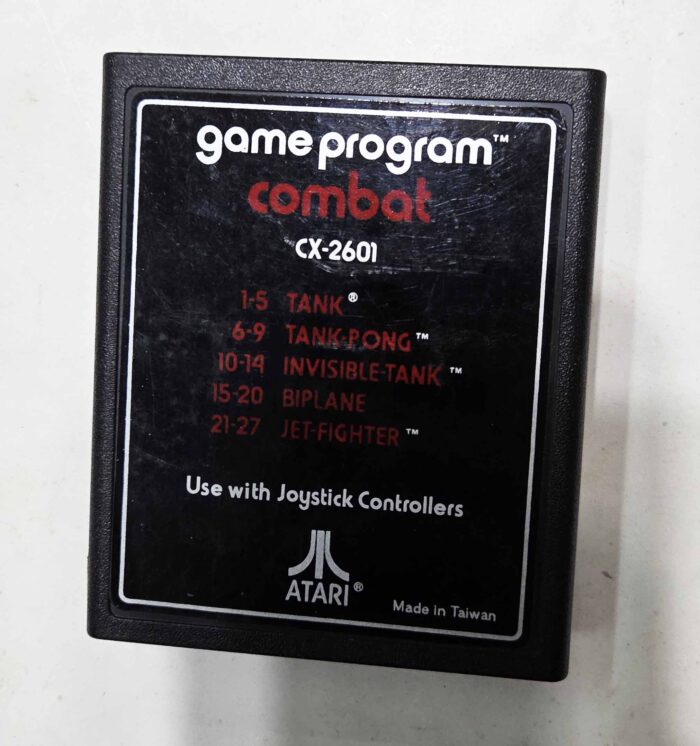 game program™
combat
CX-2601
1-5 TANK®
6-9 TANK-PONG™
10-14 INVISIBLE-TANK™
15-20 BIPLANE
21-27 JET-FIGHTER™
Use with Joystick Controllers
ATARI®
Made in Taiwan